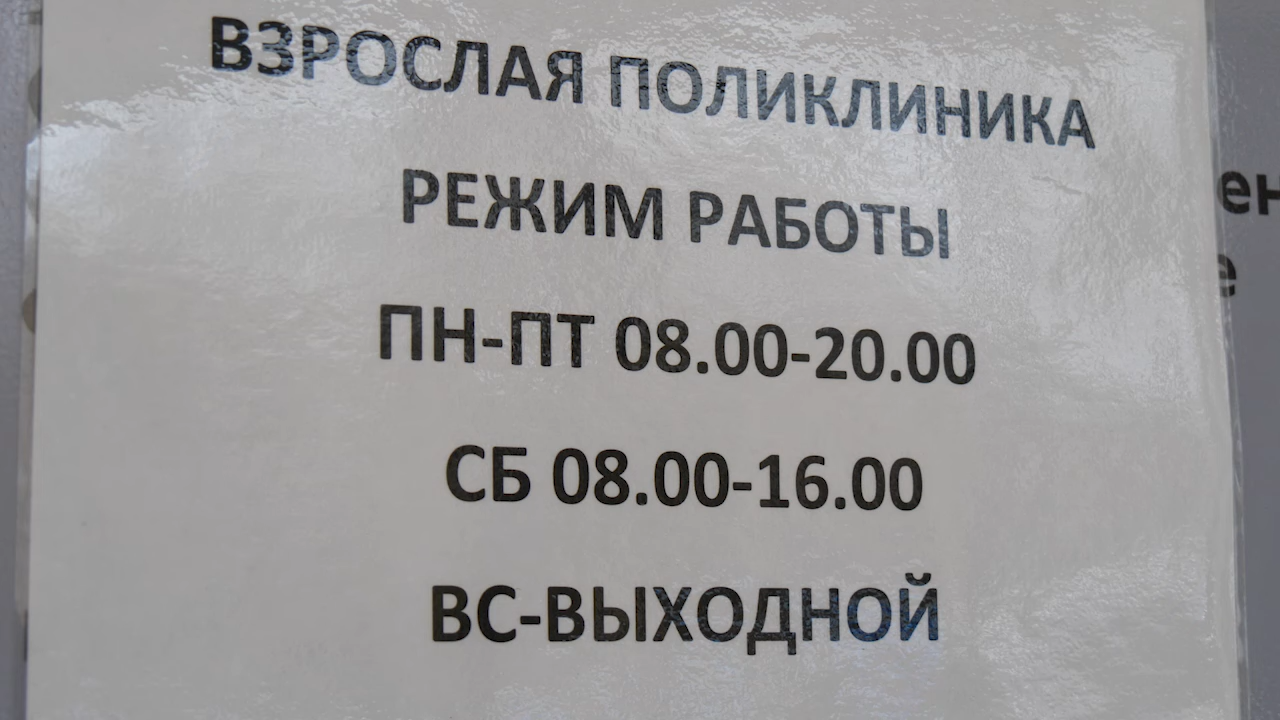 ВЗРОСЛАЯ ПОЛИКЛИНИКА
РЕЖИМ РАБОТЫ
ПН-ПТ 08.00-20.00
СБ 08.00-16.00
ВС-ВЫХОДНОЙ